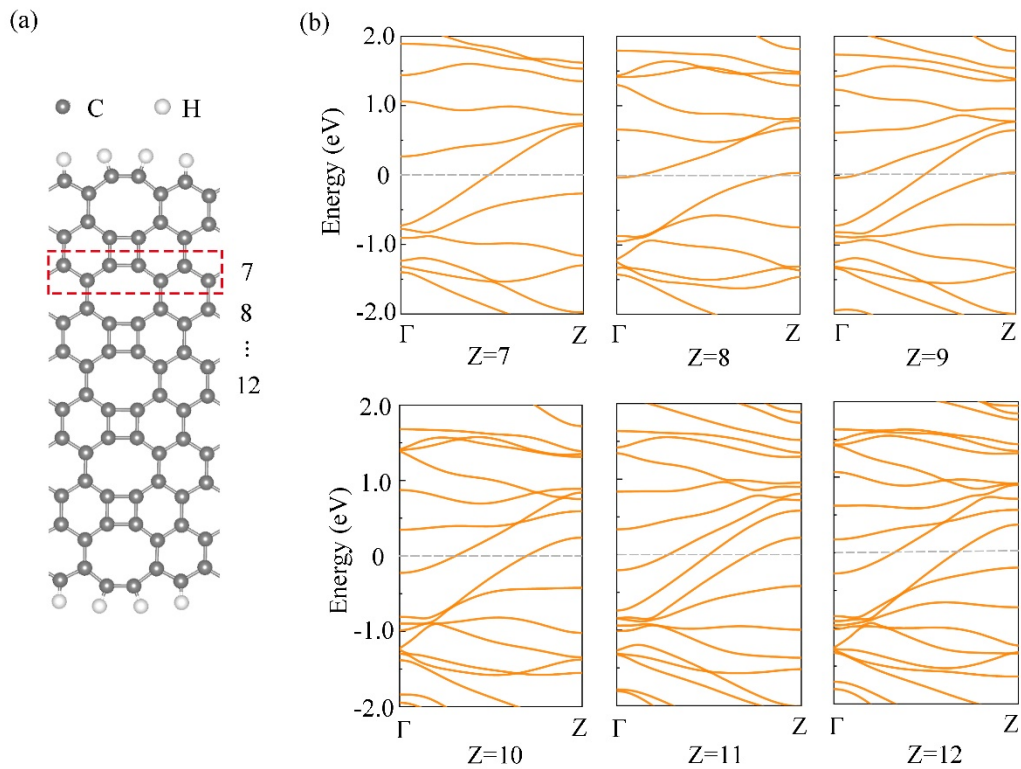 (a)
C H
7
8
⋮
12
(b)
Energy (eV)
2.0
1.0
0
-1.0
-2.0
Γ Z
Z=7
Γ Z
Z=8
Γ Z
Z=9
Energy (eV)
2.0
1.0
0
-1.0
-2.0
Γ Z
Z=10
Γ Z
Z=11
Γ Z
Z=12